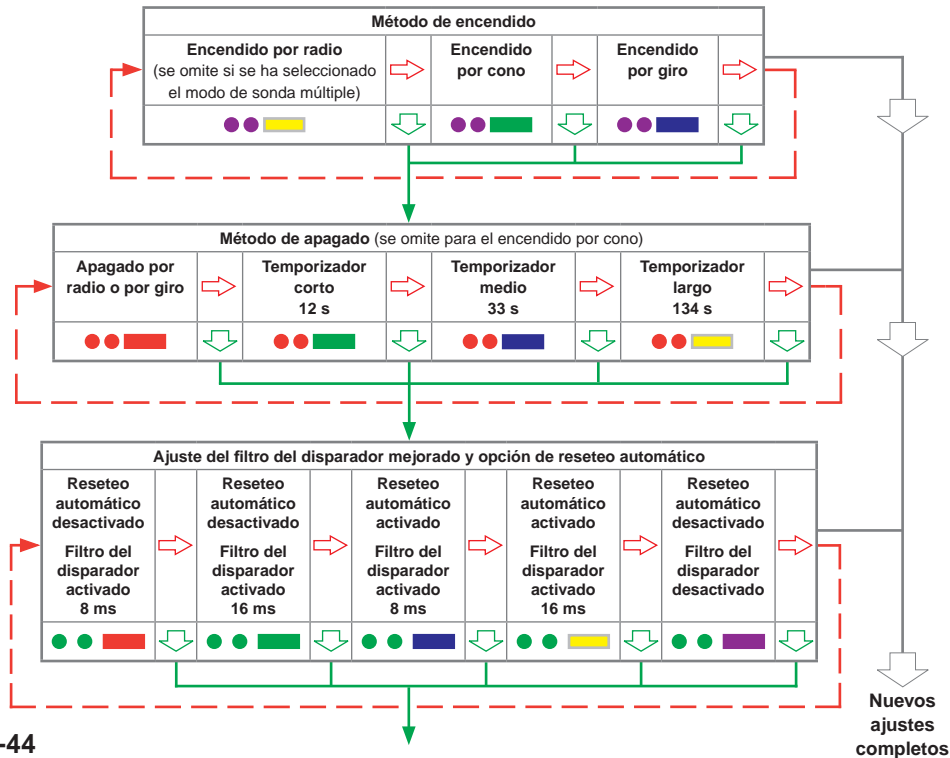 Método de encendido
Encendido por radio
(se omite si se ha seleccionado
el modo de sonda múltiple)
Encendido
por cono
Encendido
por giro
Método de apagado (se omite para el encendido por cono)
Apagado por
radio o por giro
Temporizador
corto
12 s
Temporizador
medio
33 s
Temporizador
largo
134 s
Ajuste del filtro del disparador mejorado y opción de reseteo automático
Reseteo
automático
desactivado
Filtro del
disparador
activado
8 ms
Reseteo
automático
desactivado
Filtro del
disparador
activado
16 ms
Reseteo
automático
activado
Filtro del
disparador
activado
8 ms
Reseteo
automático
activado
Filtro del
disparador
activado
16 ms
Reseteo
automático
desactivado
Filtro del
disparador
desactivado
Nuevos
ajustes
completos
-44